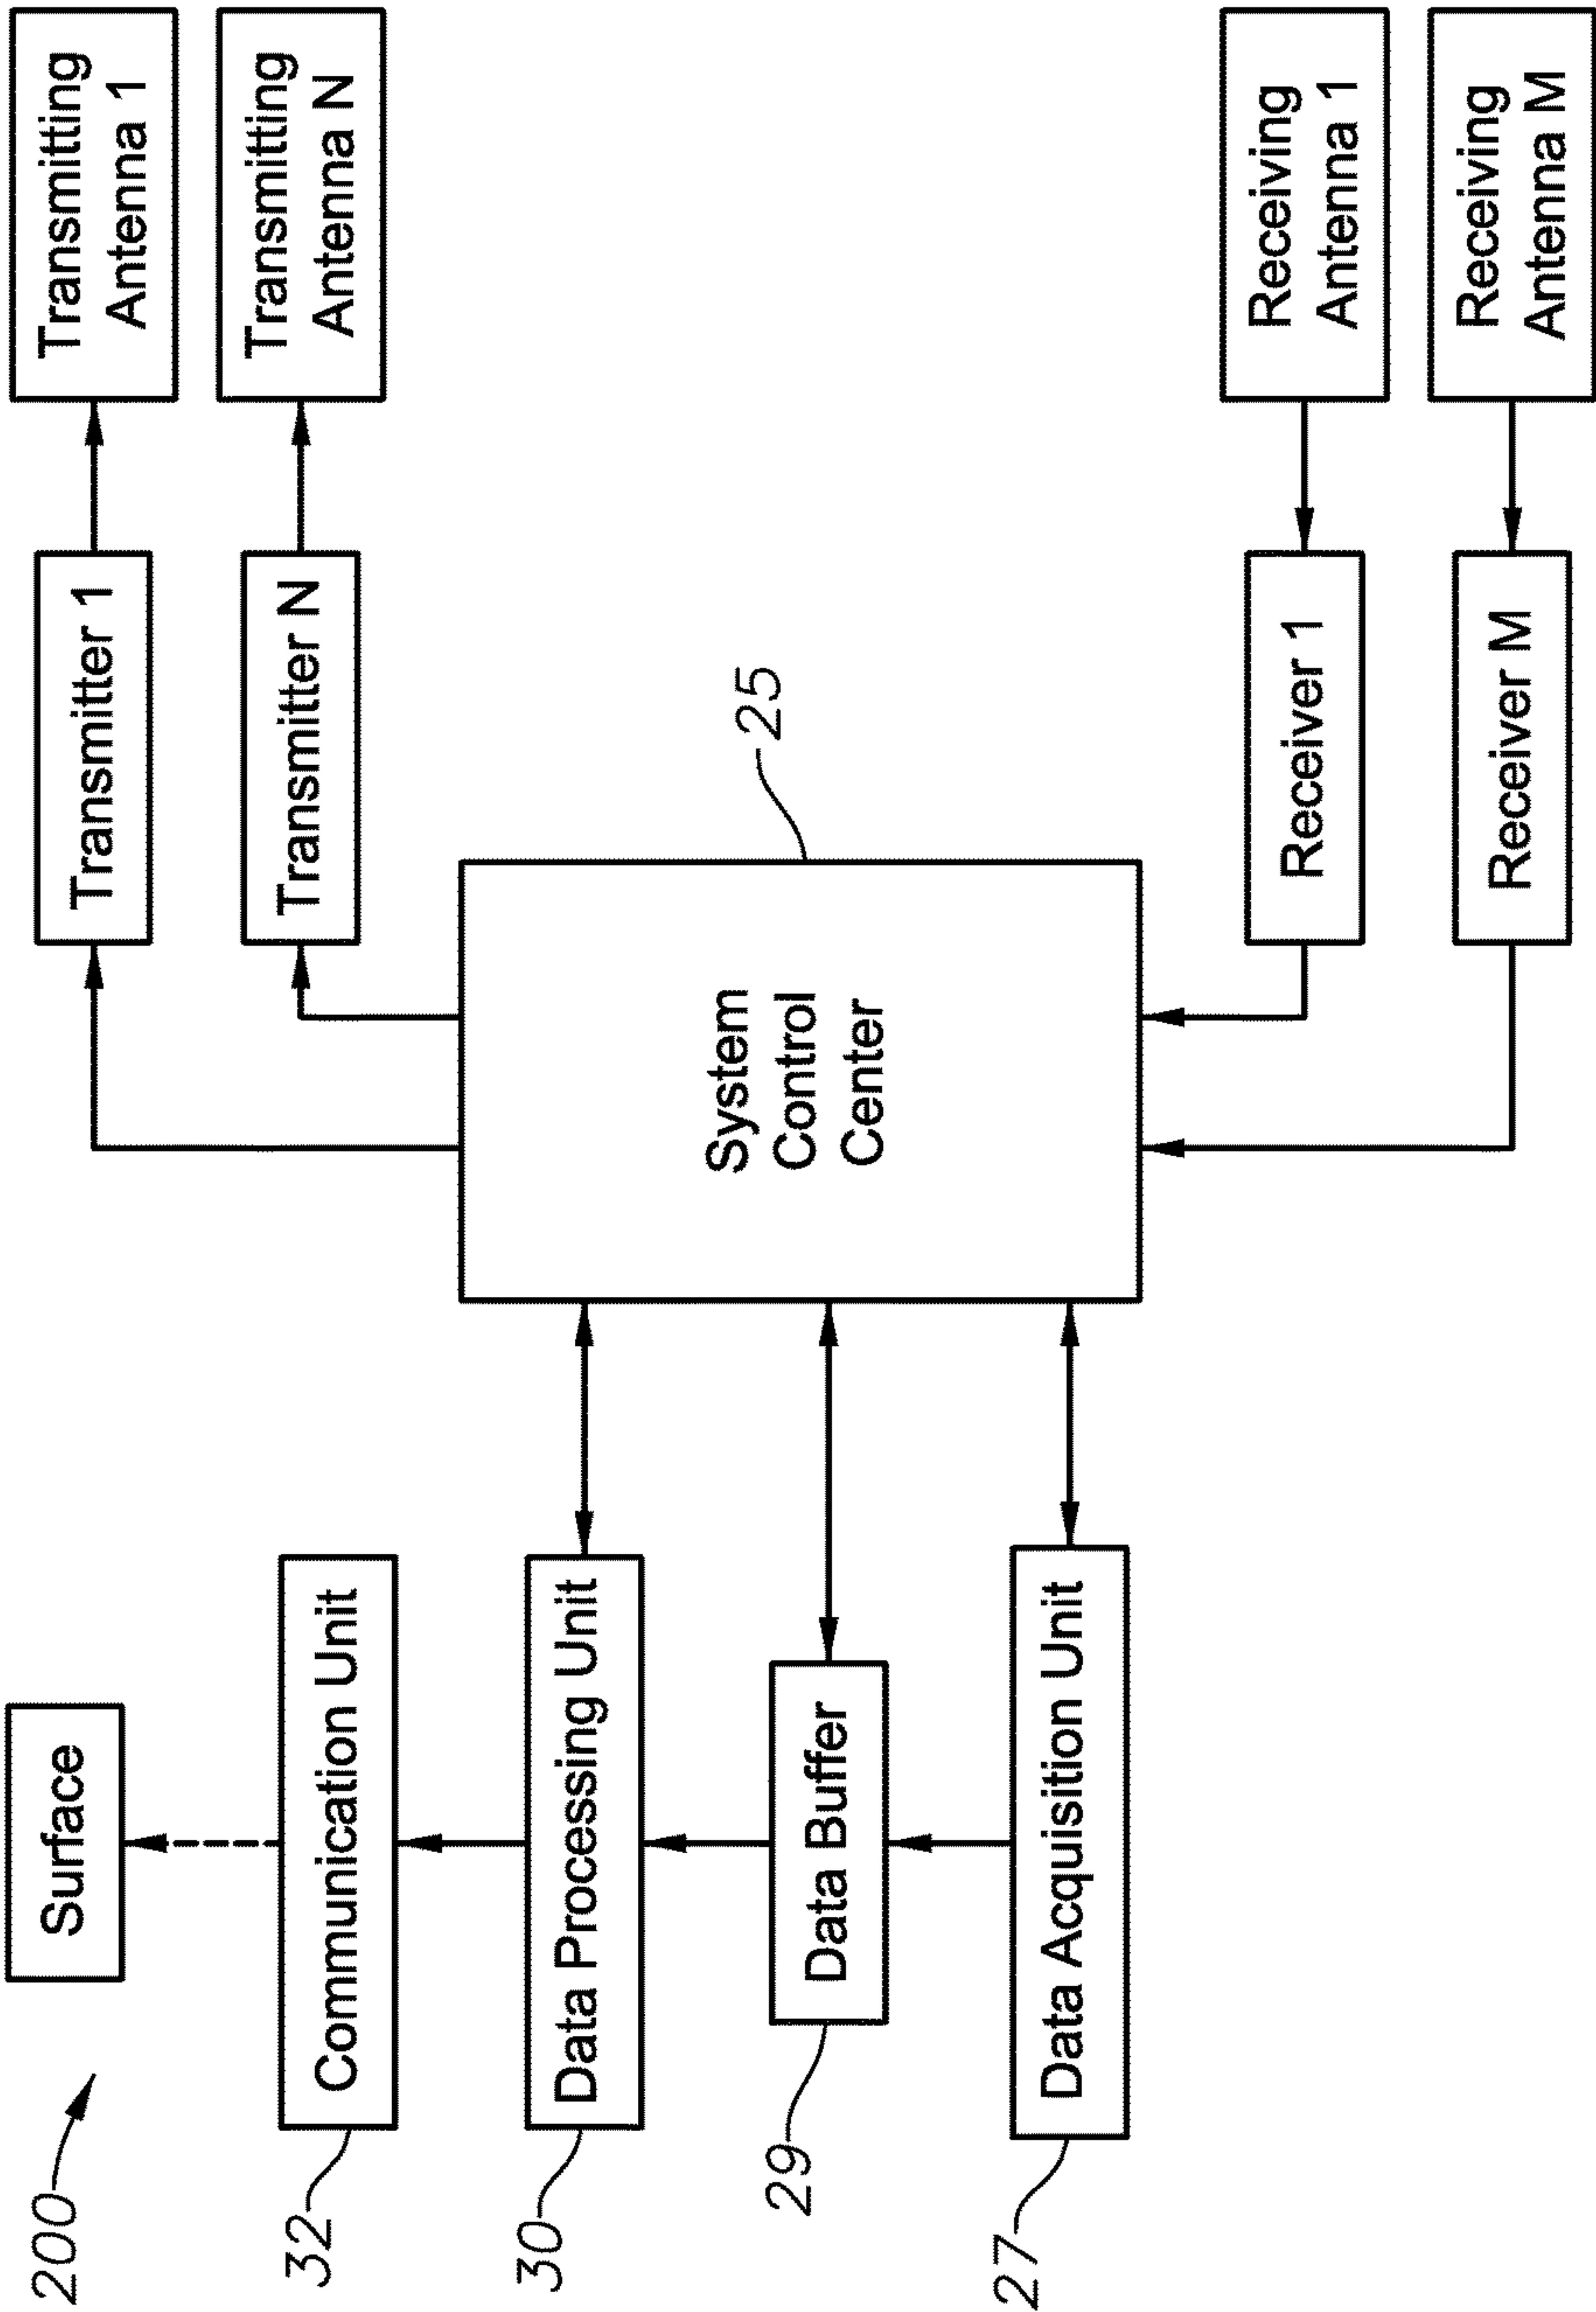 200
Surface
32
Communication Unit
30
Data Processing Unit
29
Data Buffer
27
Data Acquisition Unit
System
Control
Center
25
Transmitter 1
Transmitting
Antenna 1
Transmitter N
Transmitting
Antenna N
Receiver 1
Receiving
Antenna 1
Receiver M
Receiving
Antenna M